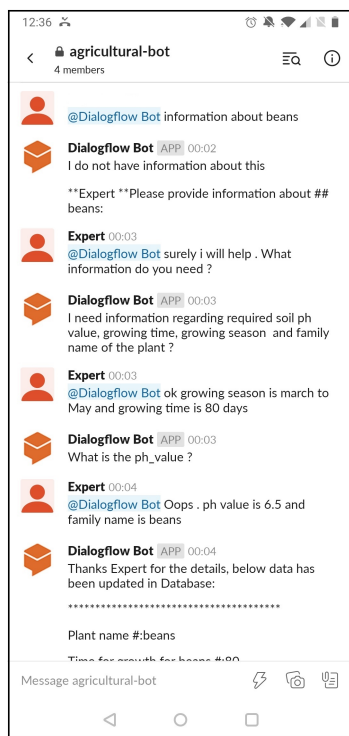 12:36
agricultural-bot
4 members
@Dialogflow Bot information about beans
Dialogflow Bot APP 00:02
I do not have information about this
**Expert **Please provide information about ##
beans:
Expert 00:03
@Dialogflow Bot surely i will help . What
information do you need ?
Dialogflow Bot APP 00:03
I need information regarding required soil ph
value, growing time, growing season  and family
name of the plant ?
Expert 00:03
@Dialogflow Bot ok growing season is march to
May and growing time is 80 days
Dialogflow Bot APP 00:03
What is the ph_value ?
Expert 00:04
@Dialogflow Bot Oops . ph value is 6.5 and
family name is beans
Dialogflow Bot APP 00:04
Thanks Expert for the details, below data has
been updated in Database:
***************************************
Plant name #:beans
Time for growth for beans #:80
Message agricultural-bot